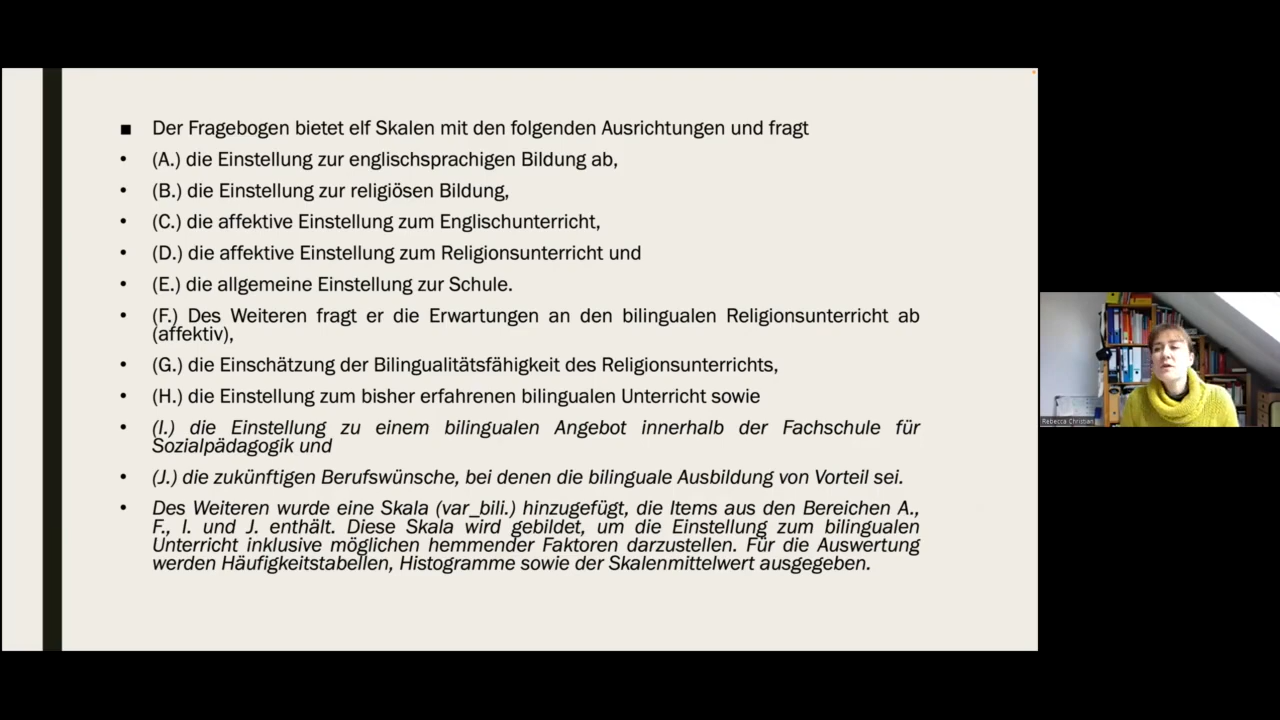 ■ Der Fragebogen bietet elf Skalen mit den folgenden Ausrichtungen und fragt
• (A.) die Einstellung zur englischsprachigen Bildung ab,
• (B.) die Einstellung zur religiösen Bildung,
• (C.) die affektive Einstellung zum Englischunterricht,
• (D.) die affektive Einstellung zum Religionsunterricht und
• (E.) die allgemeine Einstellung zur Schule.
• (F.) Des Weiteren fragt er die Erwartungen an den bilingualen Religionsunterricht ab
(affektiv),
• (G.) die Einschätzung der Bilingualitätsfähigkeit des Religionsunterrichts,
• (H.) die Einstellung zum bisher erfahrenen bilingualen Unterricht sowie
• (I.) die Einstellung zu einem bilingualen Angebot innerhalb der Fachschule für
Sozialpädagogik und
• (J.) die zukünftigen Berufswünsche, bei denen die bilinguale Ausbildung von Vorteil sei.
• Des Weiteren wurde eine Skala (var_bili.) hinzugefügt, die Items aus den Bereichen A.,
F., I. und J. enthält. Diese Skala wird gebildet, um die Einstellung zum bilingualen
Unterricht inklusive möglichen hemmender Faktoren darzustellen. Für die Auswertung
werden Häufigkeitstabellen, Histogramme sowie der Skalenmittelwert ausgegeben.
Rebecca Christian